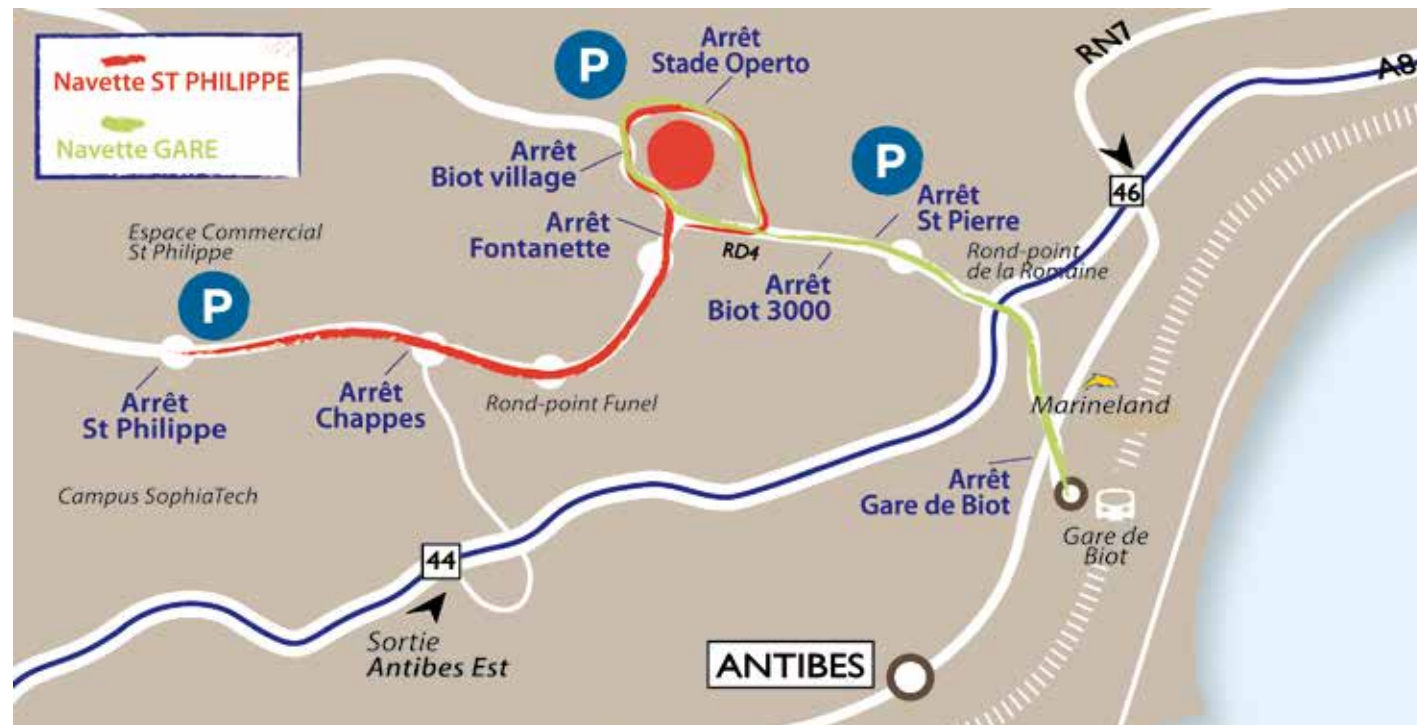 Navette ST PHILIPPE
Navette GARE
P
Arrêt
Stade Operto
RN7
A8
Arrêt
Biot village
P
Arrêt
St Pierre
46
Espace Commercial
St Philippe
Arrêt
Fontanette
RD4
Rond-point
de la Romaine
Arrêt
Biot 3000
P
Arrêt
St Philippe
Arrêt
Chappes
Rond-point Funel
Marineland
Campus SophiaTech
Arrêt
Gare de Biot
Gare de
Biot
44
Sortie
Antibes Est
ANTIBES